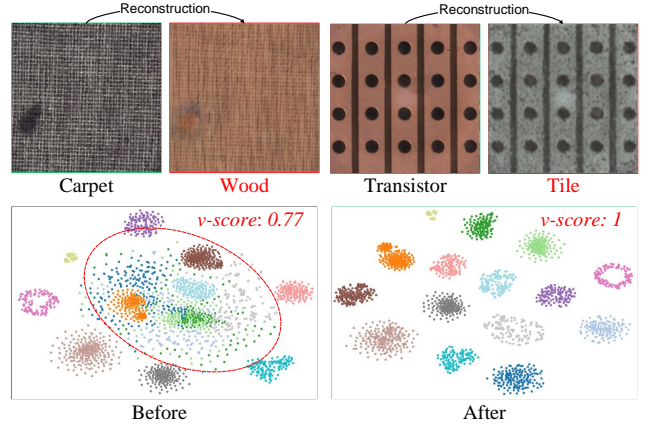 Reconstruction
Reconstruction
Carpet
Wood
Transistor
Tile
v-score: 0.77
v-score: 1
Before
After